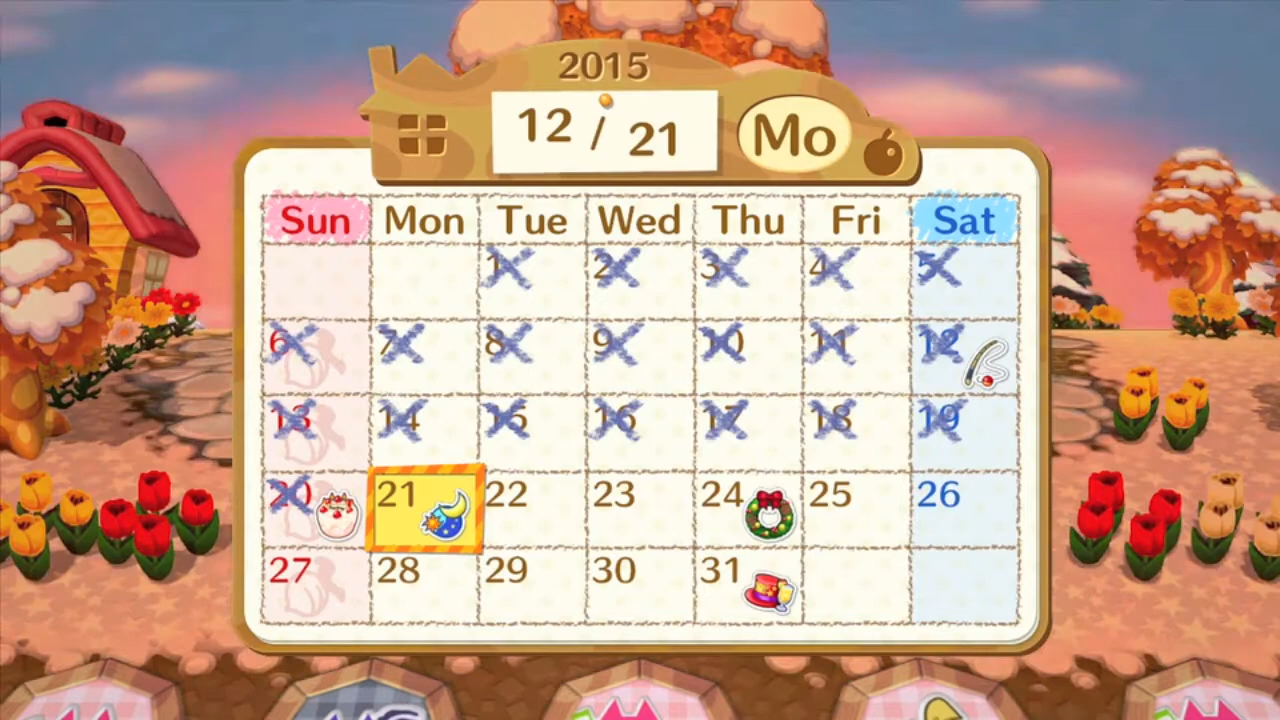 2015
12 / 21 Mo
Sun Mon Tue Wed Thu Fri Sat
1 2 3 4 5
6 7 8 9 10 11 12
13 14 15 16 17 18 19
20 21 22 23 24 25 26
27 28 29 30 31